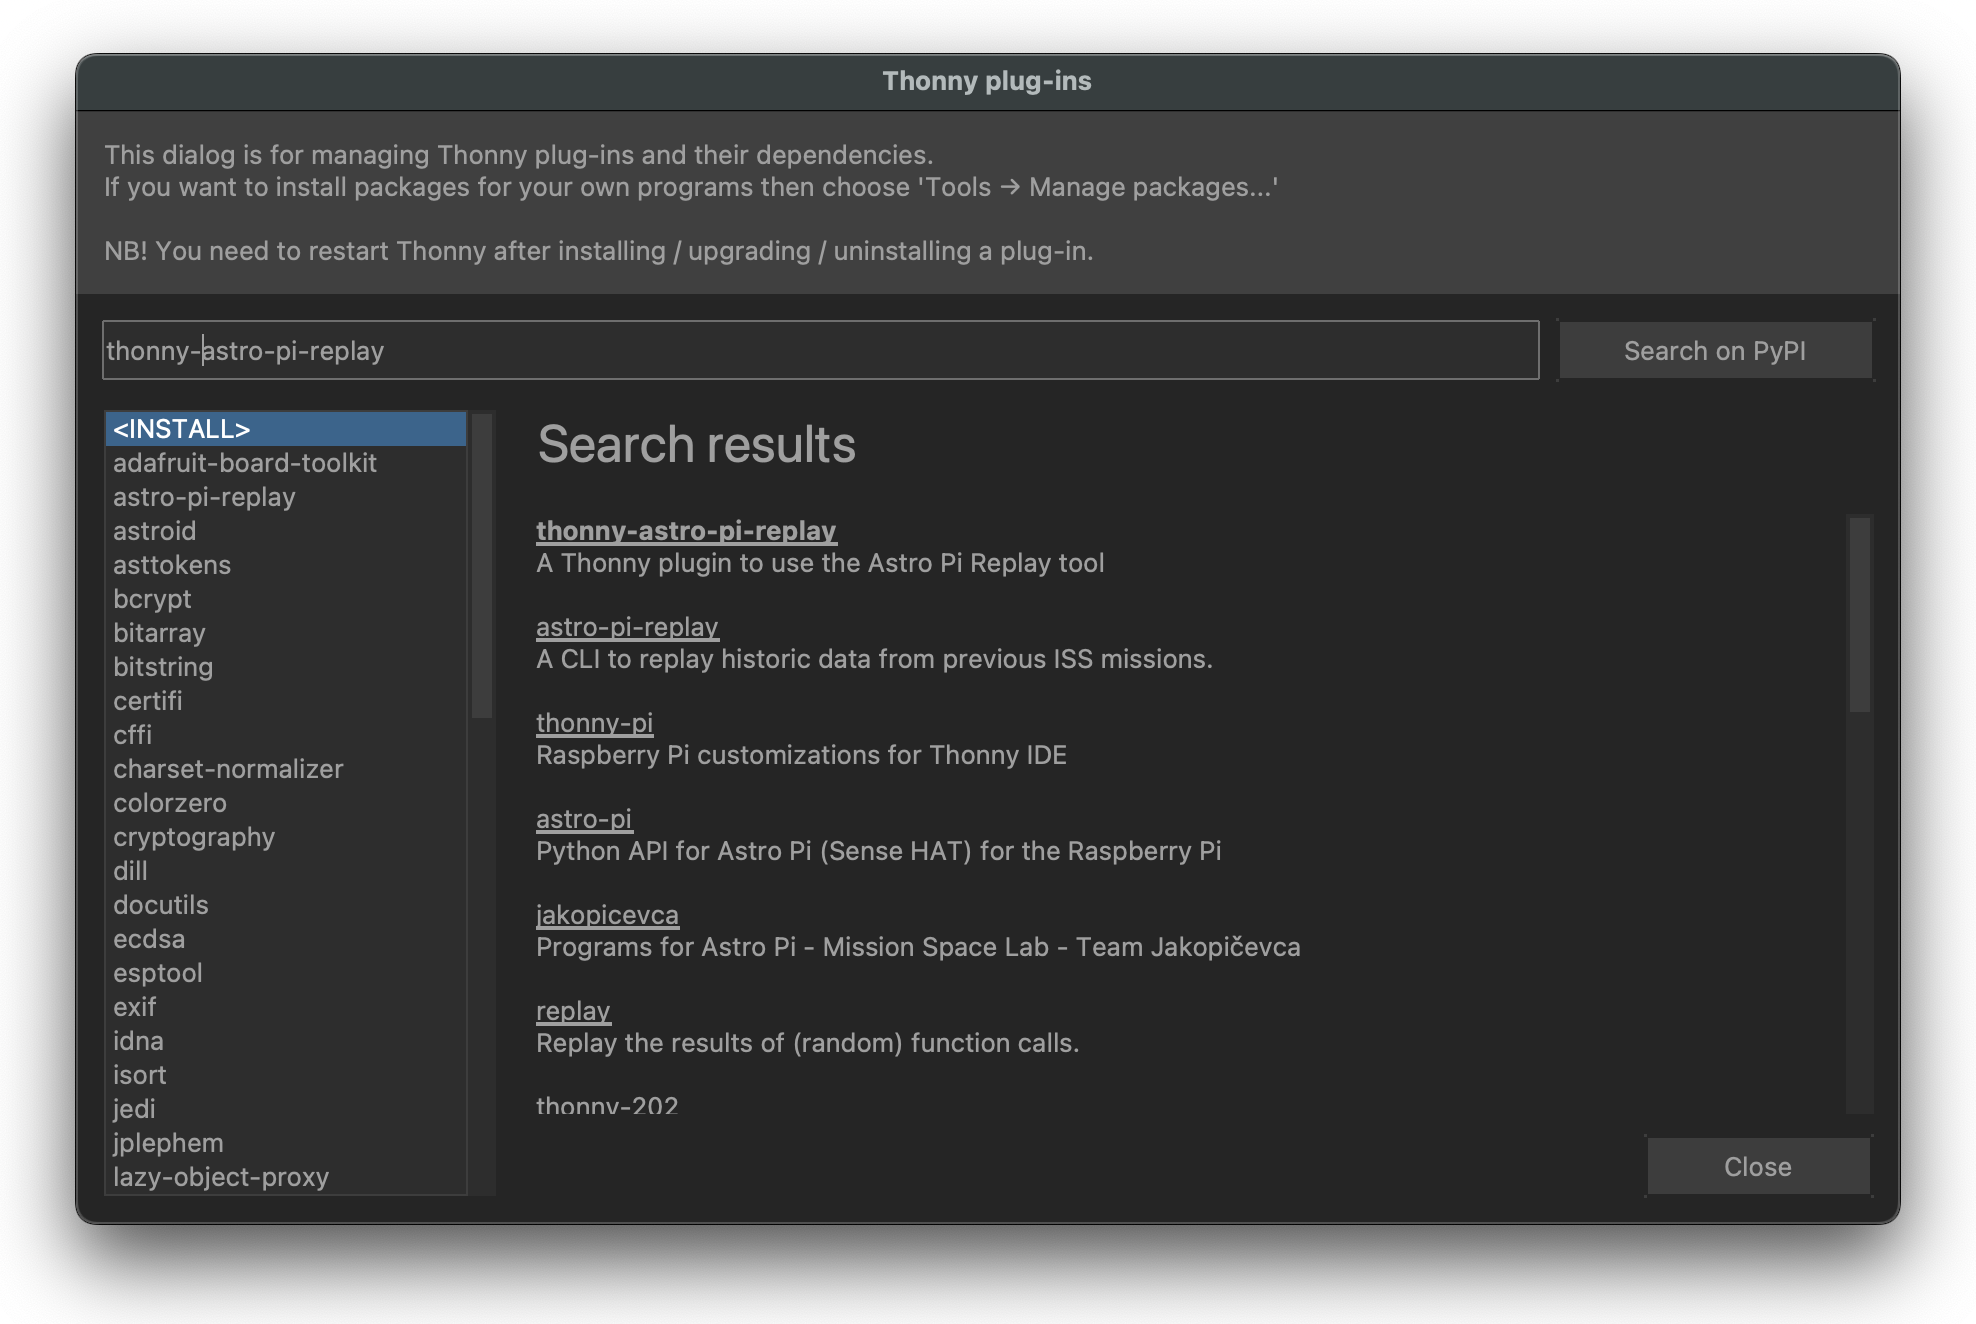 Thonny plug-ins
This dialog is for managing Thonny plug-ins and their dependencies.
If you want to install packages for your own programs then choose 'Tools → Manage packages...'
NB! You need to restart Thonny after installing / upgrading / uninstalling a plug-in.
thonny-astro-pi-replay
Search on PyPI
<INSTALL>
adafruit-board-toolkit
astro-pi-replay
astroid
asttokens
bcrypt
bitarray
bitstring
certifi
cffi
charset-normalizer
colorzero
cryptography
dill
docutils
ecdsa
esptool
exif
idna
isort
jedi
jplephem
lazy-object-proxy
Search results
thonny-astro-pi-replay
A Thonny plugin to use the Astro Pi Replay tool
astro-pi-replay
A CLI to replay historic data from previous ISS missions.
thonny-pi
Raspberry Pi customizations for Thonny IDE
astro-pi
Python API for Astro Pi (Sense HAT) for the Raspberry Pi
jakopicevca
Programs for Astro Pi - Mission Space Lab - Team Jakopičevca
replay
Replay the results of (random) function calls.
thonny-202
Close